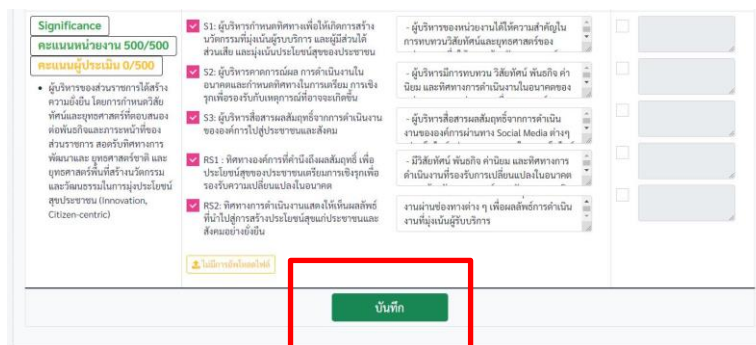 Significance
คะแนนหน่วยงาน 500/500
คะแนนผู้ประเมิน 0/500
• ผู้บริหารของส่วนราชการได้สร้าง
ความยั่งยืน โดยการกำหนดวิสัย
ทัศน์และยุทธศาสตร์ที่ตอบสนอง
ต่อพันธกิจและภาระหน้าที่ของ
ส่วนราชการ สอดรับทิศทางการ
พัฒนาและ ยุทธศาสตร์ชาติ และ
ยุทธศาสตร์พื้นที่สร้างนวัตกรรม
และวัฒนธรรมในการมุ่งประโยชน์
สุขประชาชน (Innovation,
Citizen-centric)
S1: ผู้บริหารกำหนดทิศทางเพื่อให้เกิดการสร้าง
นวัตกรรมที่มุ่งเน้นผู้รับบริการ และผู้มีส่วนได้
ส่วนเสีย และมุ่งเน้นประโยชน์สุขของประชาชน
- ผู้บริหารของหน่วยงานได้ให้ความสำคัญใน
การทบทวนวิสัยทัศน์และยุทธศาสตร์ของ
S2: ผู้บริหารคาดการณ์ผล การดำเนินงานใน
อนาคตและกำหนดทิศทางในการเตรียม การเชิง
รุกเพื่อรองรับกับเหตุการณ์ที่อาจจะเกิดขึ้น
- ผู้บริหารมีการทบทวน วิสัยทัศน์ พันธกิจ ค่า
นิยม และทิศทางการดำเนินงานในอนาคตของ
S3: ผู้บริหารสื่อสารผลสัมฤทธิ์จากการดำเนินงาน
ขององค์การไปสู่ประชาชนและสังคม
- ผู้บริหารสื่อสารผลสัมฤทธิ์จากการดำเนิน
งานขององค์การผ่านทาง Social Media ต่างๆ
RS1 : ทิศทางองค์การที่คำนึงถึงผลสัมฤทธิ์ เพื่อ
ประโยชน์สุขของประชาชนเตรียมการเชิงรุกเพื่อ
รองรับความเปลี่ยนแปลงในอนาคต
- มีวิสัยทัศน์ พันธกิจ ค่านิยม และทิศทางการ
ดำเนินงานที่รองรับการเปลี่ยนแปลงในอนาคต
RS2: ทิศทางการดำเนินงานแสดงให้เห็นผลลัพธ์
ที่นำไปสู่การสร้างประโยชน์สุขแก่ประชาชนและ
สังคมอย่างยั่งยืน
งานผ่านช่องทางต่าง ๆ เพื่อผลลัพธ์การดำเนิน
งานที่มุ่งเน้นผู้รับบริการ
ไม่มีการอัพโหลดไฟล์
บันทึก